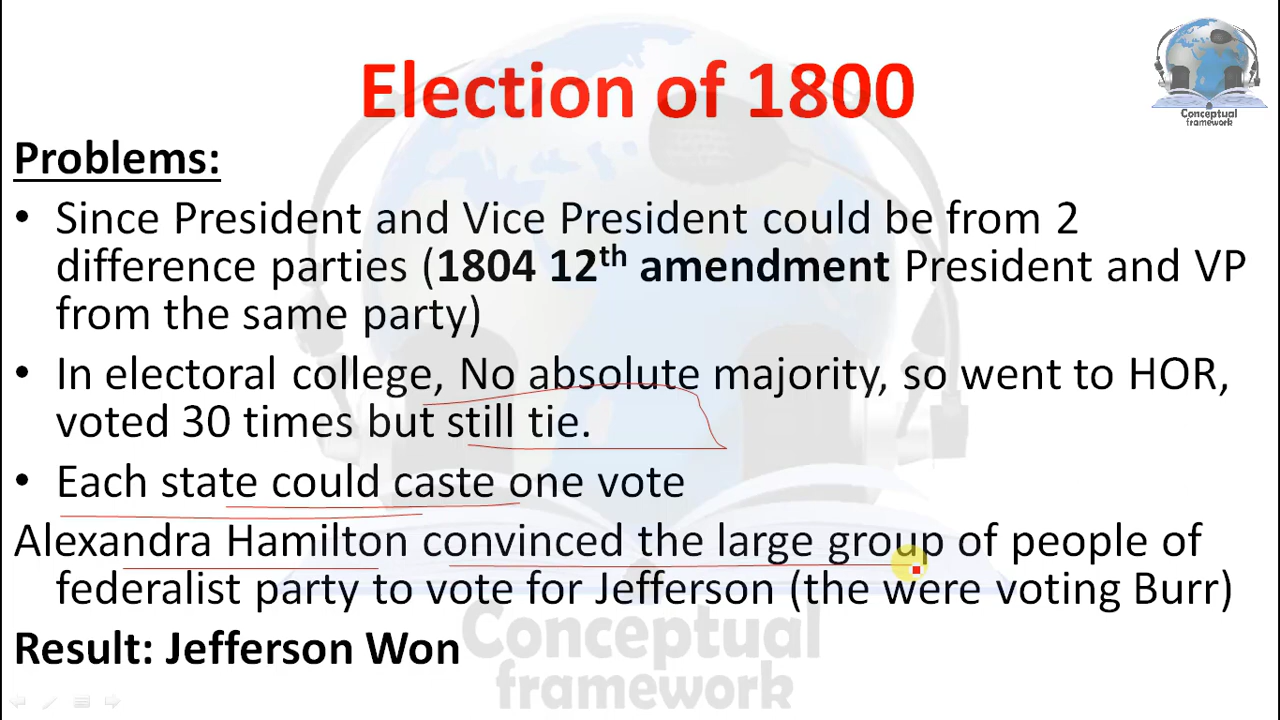 Election of 1800
Conceptual
framework
Problems:
• Since President and Vice President could be from 2
difference parties (1804 12th amendment President and VP
from the same party)
• In electoral college, No absolute majority, so went to HOR,
voted 30 times but still tie.
• Each state could caste one vote
Alexandra Hamilton convinced the large group of people of
federalist party to vote for Jefferson (the were voting Burr)
Result: Jefferson Won
Conceptual
framework